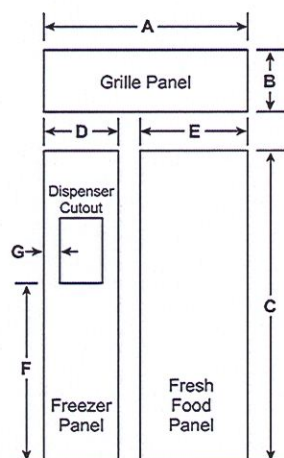 A
Grille Panel
B
D
E
Dispenser
Cutout
G
C
F
Freezer
Panel
Fresh
Food
Panel